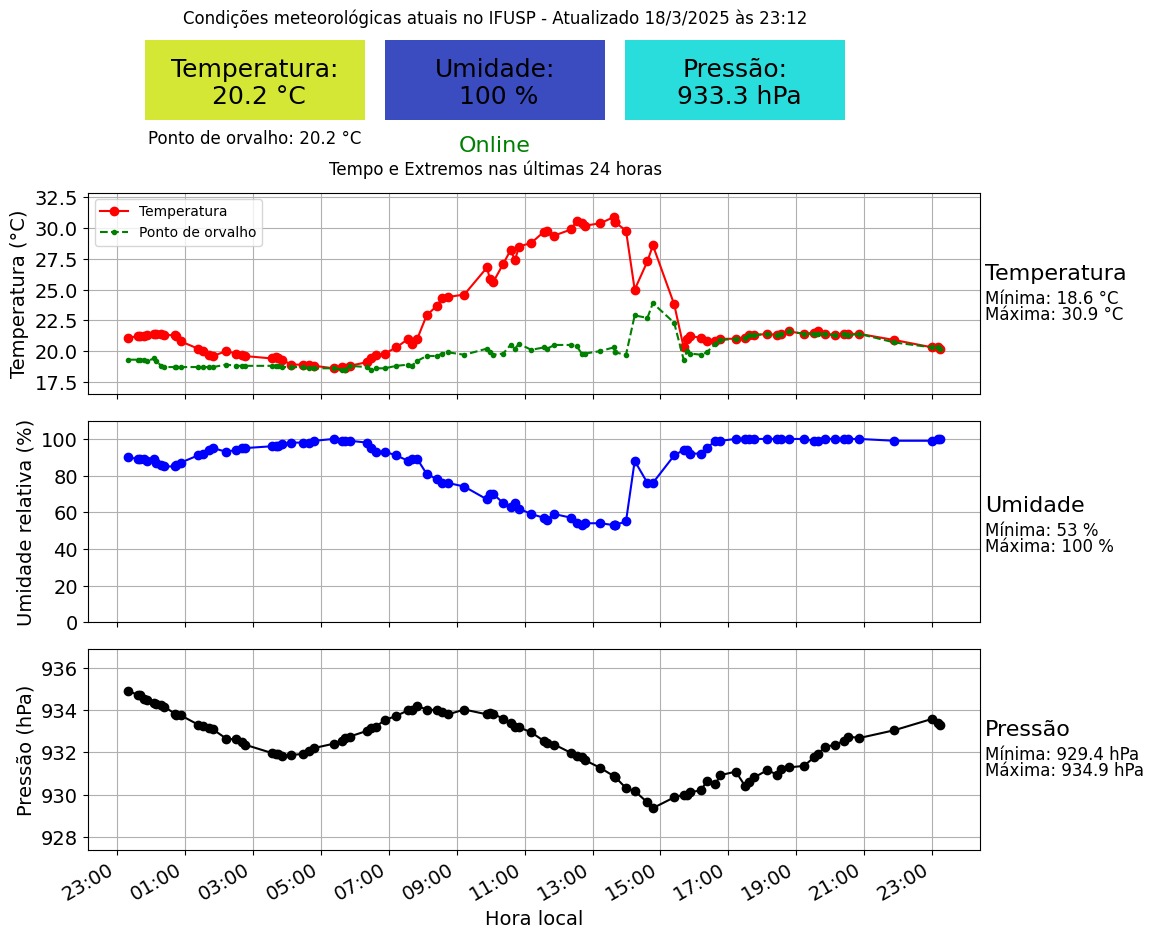 Condições meteorológicas atuais no IFUSP - Atualizado 18/3/2025 às 23:12
Temperatura:
20.2 °C
Umidade:
100 %
Pressão:
933.3 hPa
Ponto de orvalho: 20.2 °C
Online
Tempo e Extremos nas últimas 24 horas
Temperatura (°C)
32.5
30.0
27.5
25.0
22.5
20.0
17.5
Temperatura
Ponto de orvalho
Temperatura
Mínima: 18.6 °C
Máxima: 30.9 °C
Umidade relativa (%)
100
80
60
40
20
0
Umidade
Mínima: 53 %
Máxima: 100 %
Pressão (hPa)
936
934
932
930
928
Pressão
Mínima: 929.4 hPa
Máxima: 934.9 hPa
23:00
01:00
03:00
05:00
07:00
09:00
11:00
13:00
15:00
17:00
19:00
21:00
23:00
Hora local